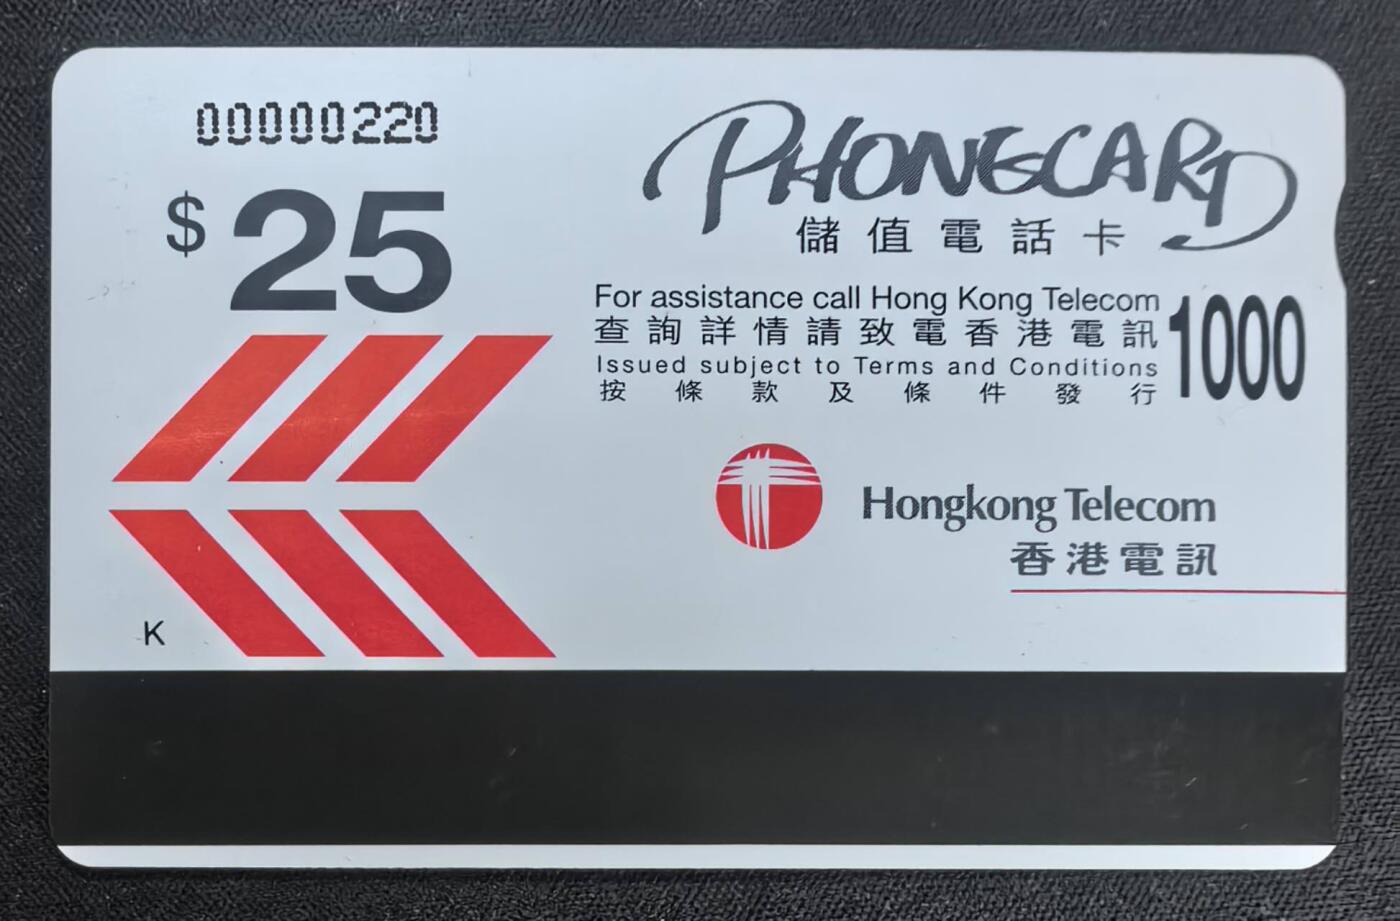 00000220
$25
PHONECARD
儲值電話卡
For assistance call Hong Kong Telecom
查詢詳情請致電香港電訊
1000
Issued subject to Terms and Conditions
按條款及條件發行
Hongkong Telecom
香港電訊
K